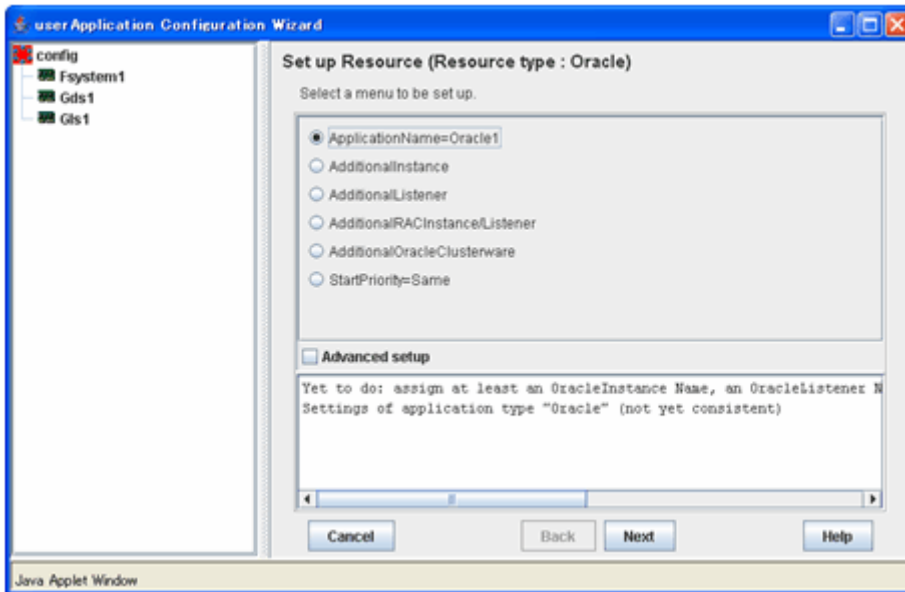 userApplication Configuration Wizard
config
Fsystem1
Gds1
Gls1
Set up Resource (Resource type : Oracle)
Select a menu to be set up.
ApplicationName=Oracle1
AdditionalInstance
AdditionalListener
AdditionalRACInstance/Listener
AdditionalOracleClusterware
StartPriority=Same
Advanced setup
Yet to do: assign at least an OracleInstance Name, an OracleListener N
Settings of application type "Oracle" (not yet consistent)
Cancel Back Next Help
Java Applet Window